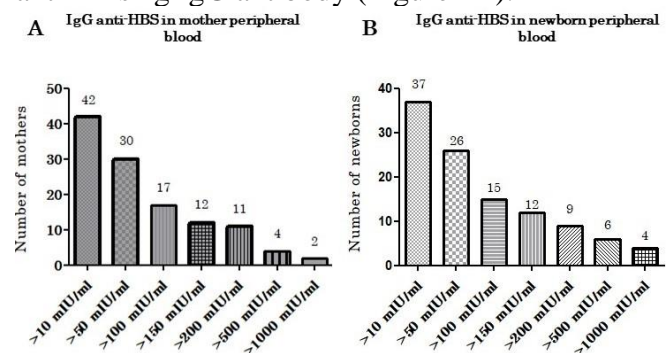 A IgG anti-HBS in mother peripheral
blood
Number of mothers
50
40
30
20
10
0
42
30
17
12
11
4
2
>10 mIU/ml
>50 mIU/ml
>100 mIU/ml
>150 mIU/ml
>200 mIU/ml
>500 mIU/ml
>1000 mIU/ml
B IgG anti-HBS in newborn peripheral
blood
Number of newborns
40
30
20
10
0
37
26
15
12
9
6
4
>10 mIU/ml
>50 mIU/ml
>100 mIU/ml
>150 mIU/ml
>200 mIU/ml
>500 mIU/ml
>1000 mIU/ml